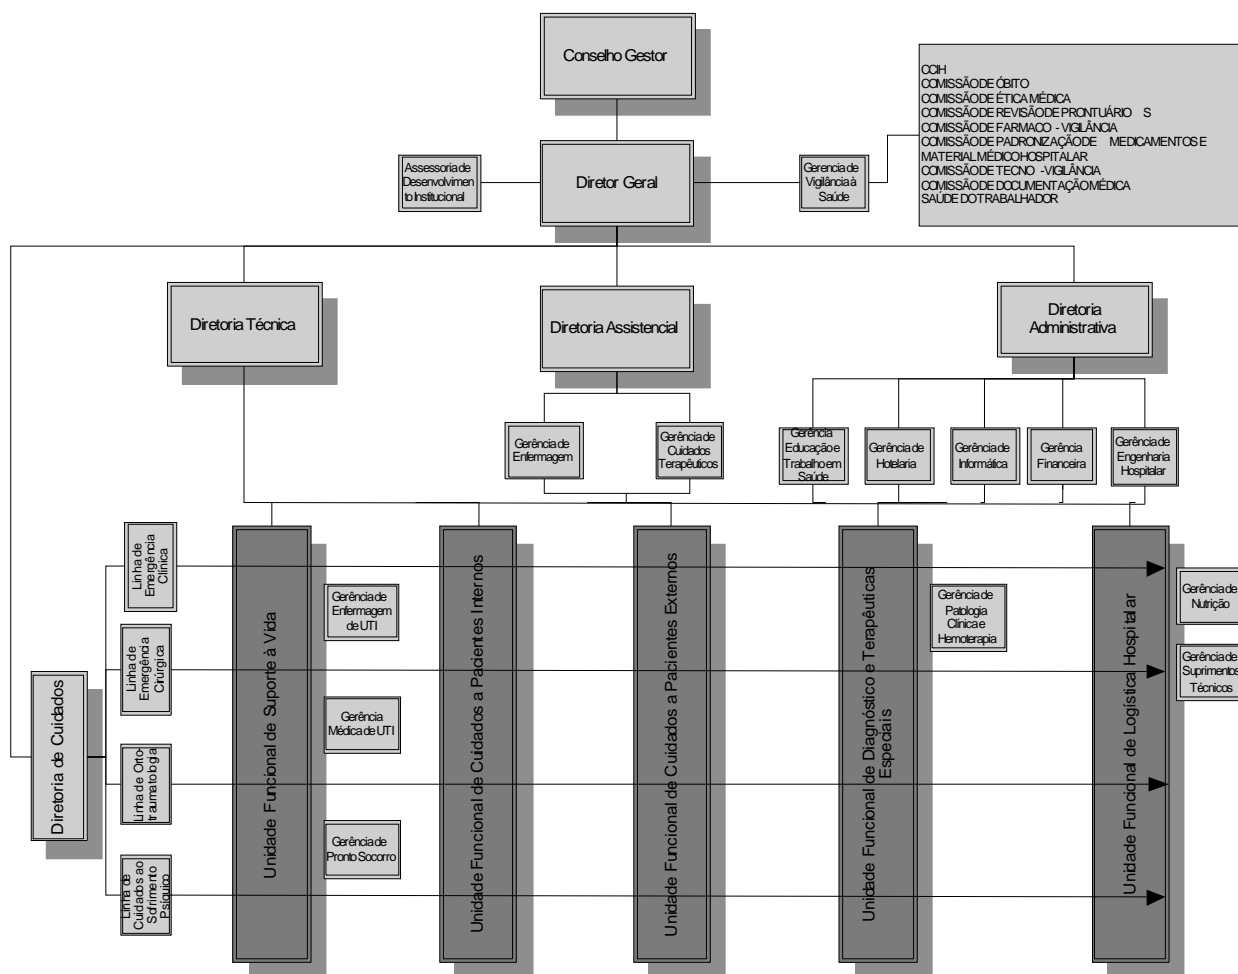 Conselho Gestor
CCIH
COMISSÃO DE ÓBITO
COMISSÃO DE ÉTICA MÉDICA
COMISSÃO DE REVISÃO DE PRONTUÁRIO S
COMISSÃO DE FARMACO - VIGILÂNCIA
COMISSÃO DE PADRONIZAÇÃO DE MEDICAMENTOS E
MATERIAL MÉDICO HOSPITALAR
COMISSÃO DE TECNO - VIGILÂNCIA
COMISSÃO DE DOCUMENTAÇÃO MÉDICA
SAÚDE DO TRABALHADOR
Assessoria de
Desenvolvimen
to Institucional
Diretor Geral
Gerencia de
Vigilância à
Saúde
Diretoria Técnica
Diretoria Assistencial
Diretoria
Administrativa
Gerência de
Enfermagem
Gerência de
Cuidados
Terapêuticos
Gerência
Educação e
Trabalho em
Saúde
Gerência de
Hotelaria
Gerência de
Informática
Gerência
Financeira
Gerência de
Engenharia
Hospitalar
Diretoria de Cuidados
Linha de
Emergência
Clínica
Linha de
Emergência
Cirúrgica
Linha de Orto-
traumatologia
Linha de
Cuidados ao
Sofrimento
Psíquico
Unidade Funcional de Suporte à Vida
Gerência de
Enfermagem
de UTI
Gerência
Médica de UTI
Gerência de
Pronto Socorro
Unidade Funcional de Cuidados a Pacientes Internos
Unidade Funcional de Cuidados a Pacientes Externos
Unidade Funcional de Diagnóstico e Terapêuticas
Especiais
Gerência de
Patologia
Clínica e
Hemoterapia
Unidade Funcional de Logística Hospitalar
Gerência de
Nutrição
Gerência de
Suprimentos
Técnicos